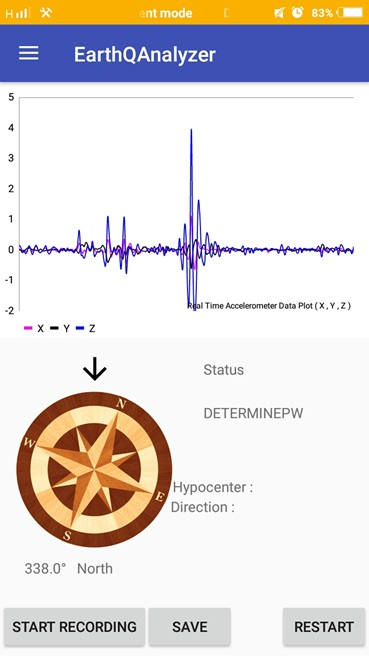 H
ent mode
83%
EarthQAnalyzer
5
4
3
2
1
0
-1
-2
Real Time Accelerometer Data Plot ( X , Y , Z )
X Y Z
Status
DETERMINEPW
N
W
E
S
Hypocenter :
Direction :
338.0° North
START RECORDING SAVE RESTART